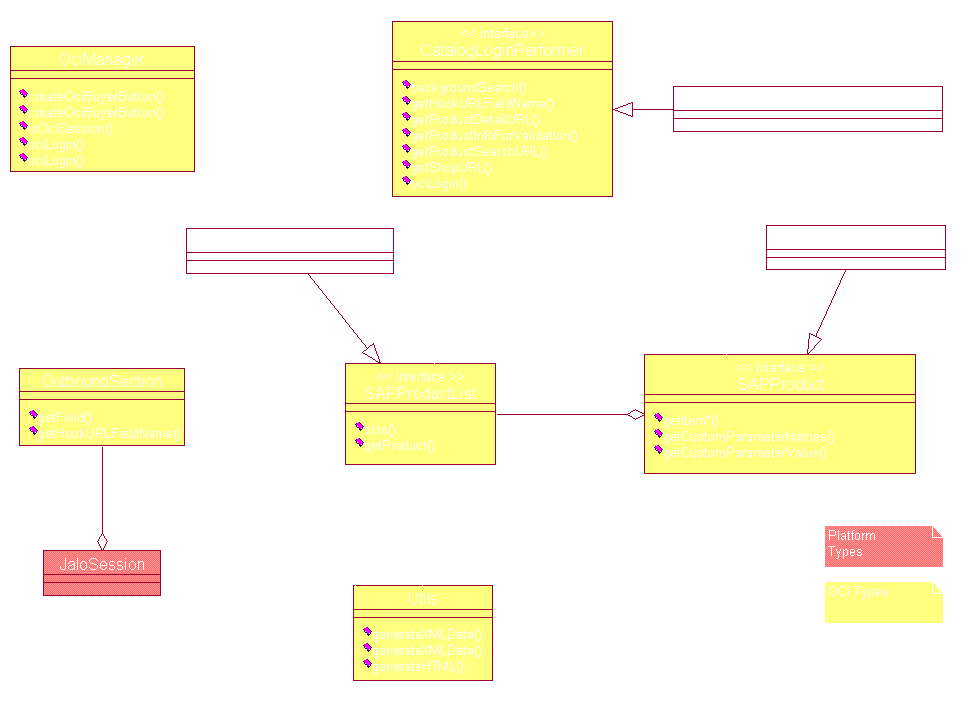 OciManager
createOciBuyerButton()
createOciBuyerButton()
isOciSession()
ociLogin()
ociLogin()
<< Interface>>
CatalogLoginPerformer
backgroundSearch()
getHookURLFieldName()
getProductDetailURL()
getProductInfoForValidation()
getProductSearchURL()
getShopURL()
ociLogin()
OutboundSection
getField()
getHookURLFieldName()
<< Interface >>
SAPProductList
size()
getProduct()
<< Interface >>
SAPProduct
getItem*()
getCustomParameterNames()
getCustomParameterValue()
JaloSession
Platform
Types
OCI Types
Utils
generateXMLData()
generateXMLData()
generateHTML()